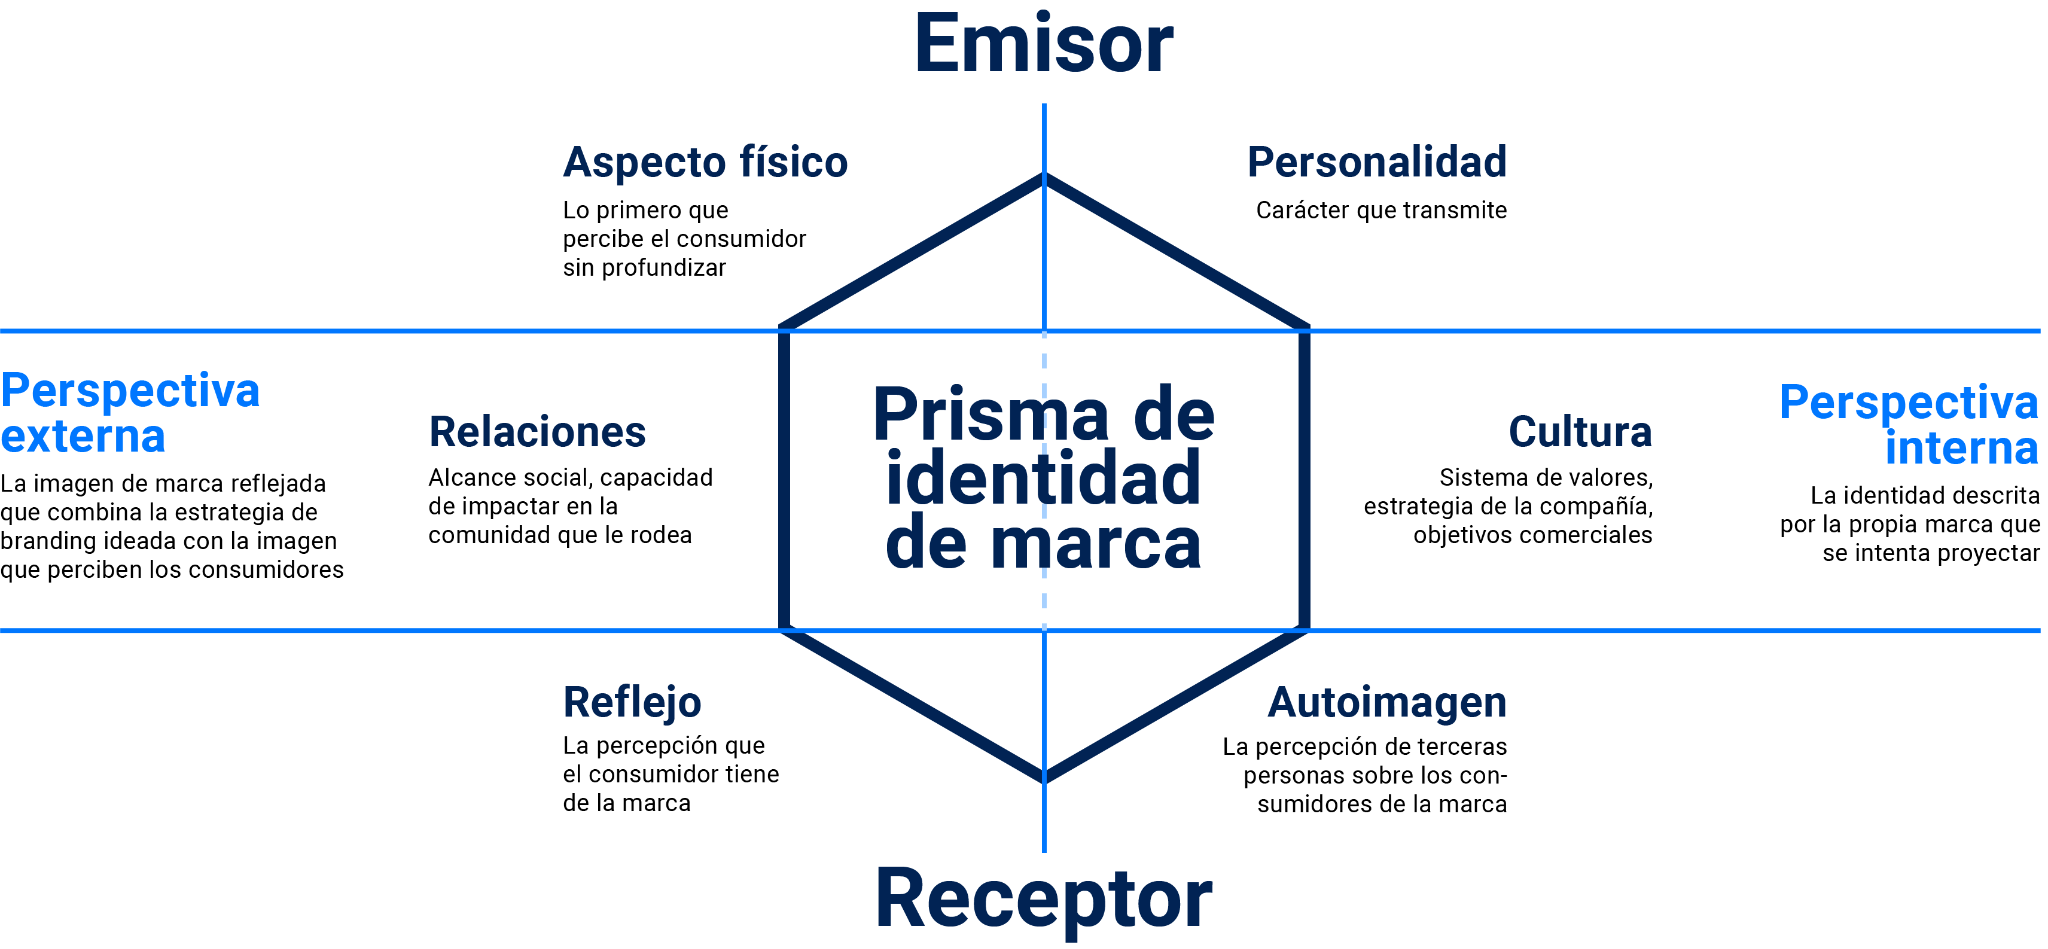 Emisor
Aspecto físico
Lo primero que
percibe el consumidor
sin profundizar
Personalidad
Carácter que transmite
Perspectiva
externa
La imagen de marca reflejada
que combina la estrategia de
branding ideada con la imagen
que perciben los consumidores
Relaciones
Alcance social, capacidad
de impactar en la
comunidad que le rodea
Prisma de
identidad
de marca
Cultura
Sistema de valores,
estrategia de la compañía,
objetivos comerciales
Perspectiva
interna
La identidad descrita
por la propia marca que
se intenta proyectar
Reflejo
La percepción que
el consumidor tiene
de la marca
Autoimagen
La percepción de terceras
personas sobre los con-
sumidores de la marca
Receptor